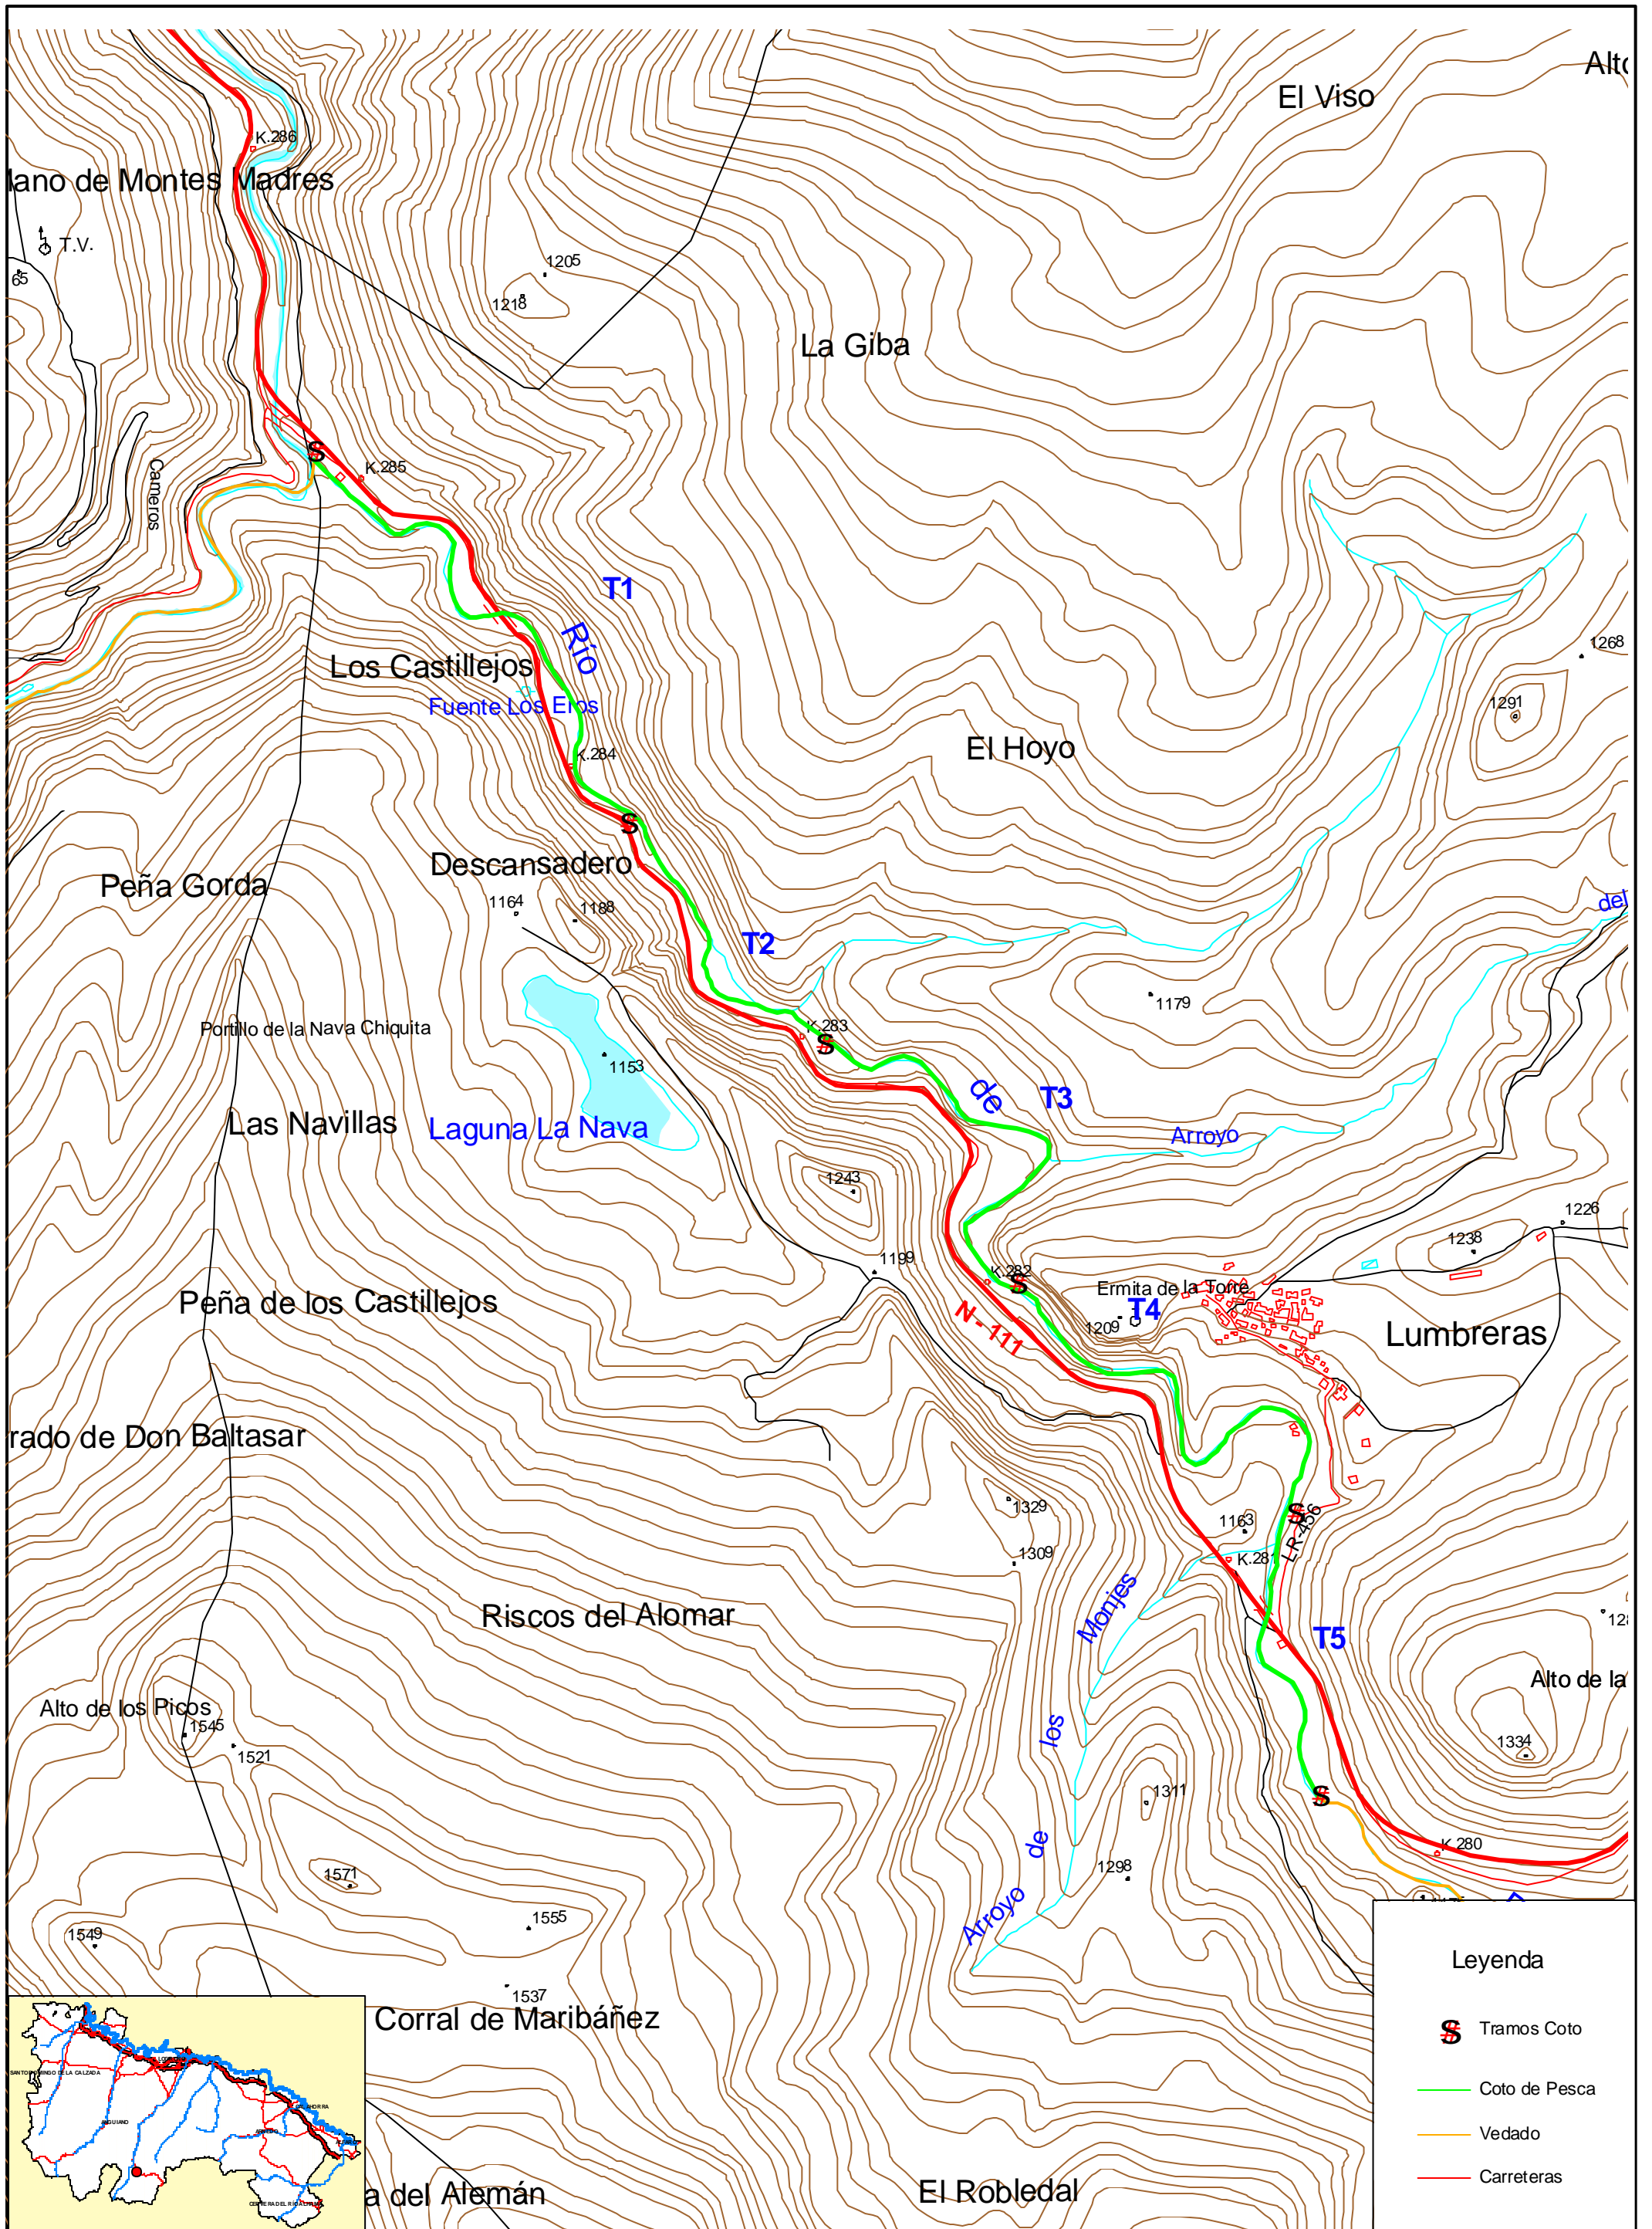 El Viso
K.286
Madres
lano de Montes
T.V.
65
1205
1218
La Giba
K.285
Cameros
T1
Río
1268
Los Castillejos
1291
Fuente Los Eros
El Hoyo
K.284
Descansadero
Peña Gorda
1164
1188
del
T2
1179
K.283
Portillo de la Nava Chiquita
1153
de
T3
Las Navillas
Laguna La Nava
Arroyo
1243
1226
1238
1199
K.282
Ermita de la Torre
Peña de los Castillejos
T4
1209
N - 111
Lumbreras
rado de Don Baltasar
1329
1163
LR-456
1309
K.281
Monjes
Riscos del Alomar
T5
Alto de la
Alto de los Picos
1545
los
1521
1334
1311
de
K.280
1298
1571
Arroyo
1555
1549
1537
Corral de Maribáñez
Leyenda
Tramos Coto
Coto de Pesca
Vedado
Carreteras
a del Alemán
El Robledal